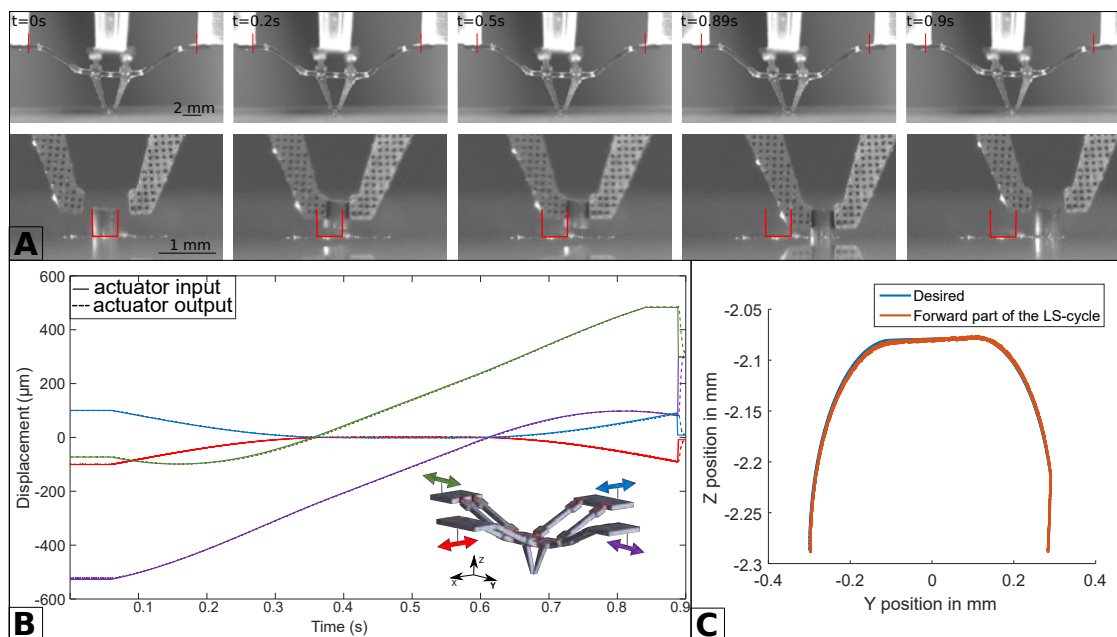 t=0s t=0.2s t=0.5s t=0.89s t=0.9s
2 mm
1 mm
A
600
400
200
0
-200
-400
-600
Displacement (μm)
actuator input
actuator output
Z
X Y
0.1 0.2 0.3 0.4 0.5 0.6 0.7 0.8 0.9
Time (s)
B
Desired
Forward part of the LS-cycle
-2.05
-2.1
-2.15
-2.2
-2.25
-2.3
Z position in mm
-0.4 -0.2 0 0.2 0.4
Y position in mm
C